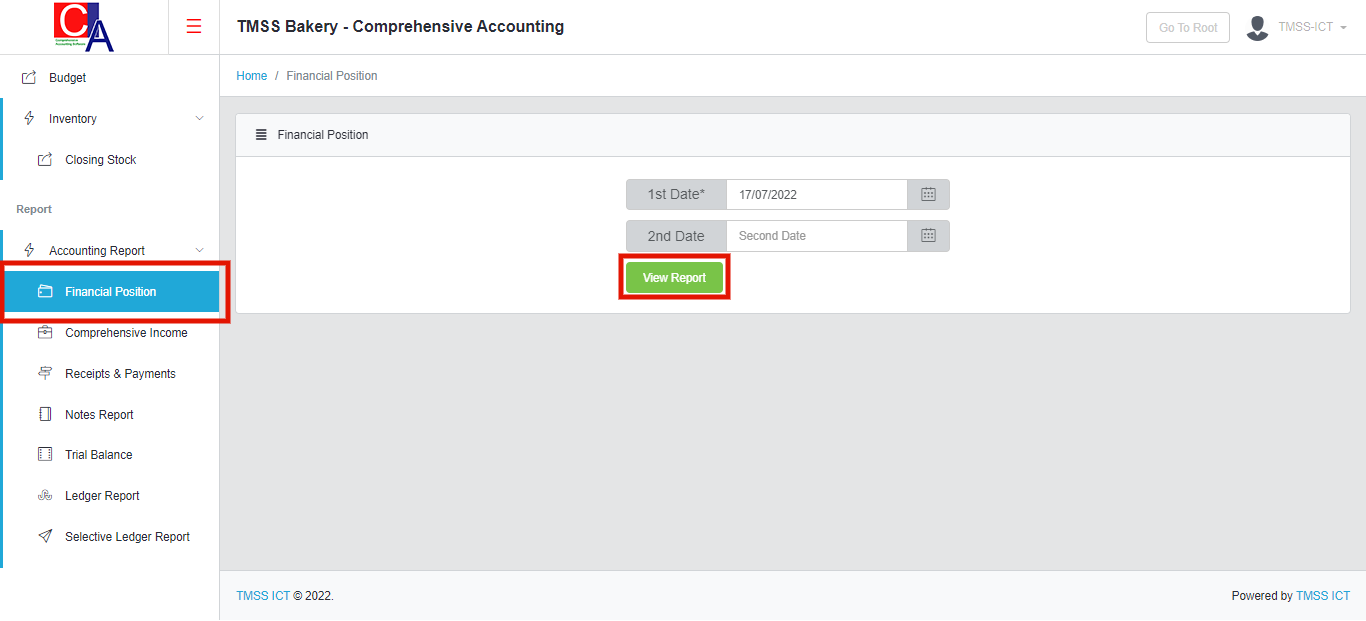 CA
Comprehensive
Accounting Software
TMSS Bakery - Comprehensive Accounting
Go To Root
TMSS-ICT
Budget
Inventory
Closing Stock
Report
Accounting Report
Financial Position
Comprehensive Income
Receipts & Payments
Notes Report
Trial Balance
Ledger Report
Selective Ledger Report
Home / Financial Position
Financial Position
1st Date* 17/07/2022
2nd Date Second Date
View Report
TMSS ICT © 2022.
Powered by TMSS ICT